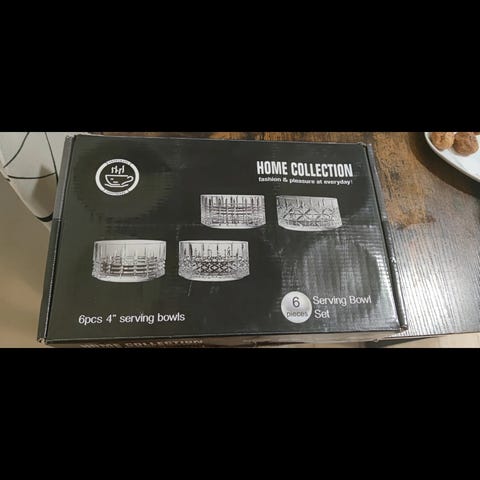 HOME COLLECTION
fashion & pleasure at everyday!
6pcs 4" serving bowls
6
pieces
Serving Bowl
Set
HOME COLLECTION